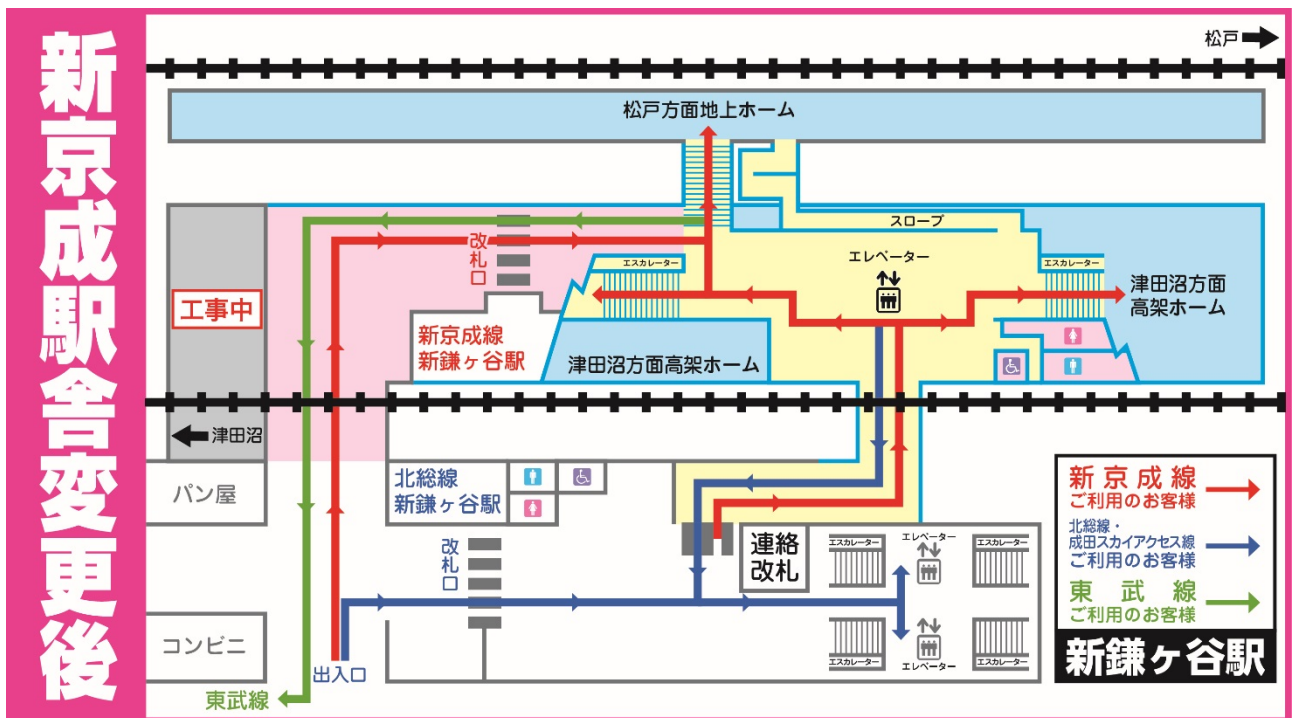 新京成駅舎変更後
松戸
松戸方面地上ホーム
スロープ
改札口
エスカレーター
エレベーター
エスカレーター
津田沼方面
高架ホーム
工事中
新京成線
新鎌ヶ谷駅
津田沼方面高架ホーム
津田沼
パン屋
北総線
新鎌ヶ谷駅
改札口
連絡
改札
エスカレーター
エレベーター
エスカレーター
エスカレーター
エレベーター
エスカレーター
コンビニ
出入口
東武線
新京成線
ご利用のお客様
北総線・
成田スカイアクセス線
ご利用のお客様
東武線
ご利用のお客様
新鎌ヶ谷駅